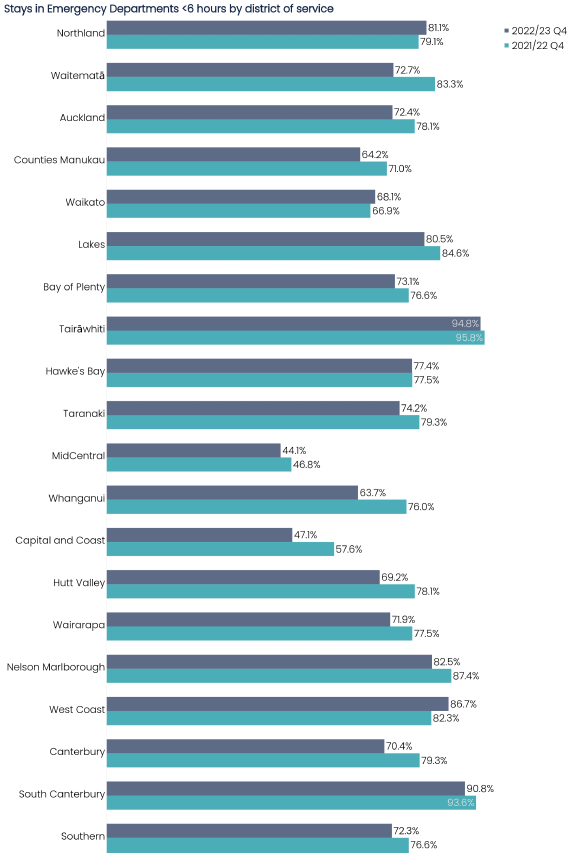 Stays in Emergency Departments <6 hours by district of service
2022/23 Q4
2021/22 Q4
Northland
81.1%
79.1%
Waitematā
72.7%
83.3%
Auckland
72.4%
78.1%
Counties Manukau
64.2%
71.0%
Waikato
68.1%
66.9%
Lakes
80.5%
84.6%
Bay of Plenty
73.1%
76.6%
Tairāwhiti
94.8%
95.8%
Hawke's Bay
77.4%
77.5%
Taranaki
74.2%
79.3%
MidCentral
44.1%
46.8%
Whanganui
63.7%
76.0%
Capital and Coast
47.1%
57.6%
Hutt Valley
69.2%
78.1%
Wairarapa
71.9%
77.5%
Nelson Marlborough
82.5%
87.4%
West Coast
86.7%
82.3%
Canterbury
70.4%
79.3%
South Canterbury
90.8%
93.6%
Southern
72.3%
76.6%